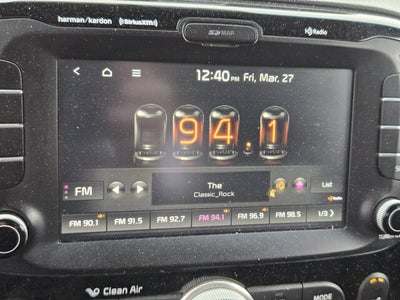 harman/kardon ((SiriusXM)) MAP HD Radio
12:40 PM Fri, Mar. 27
94.1
FM The List
Classic_Rock
FM 90.1 FM 91.5 FM 92.7 FM 94.1 FM 96.9 FM 98.5 1/3
Clean Air MODE